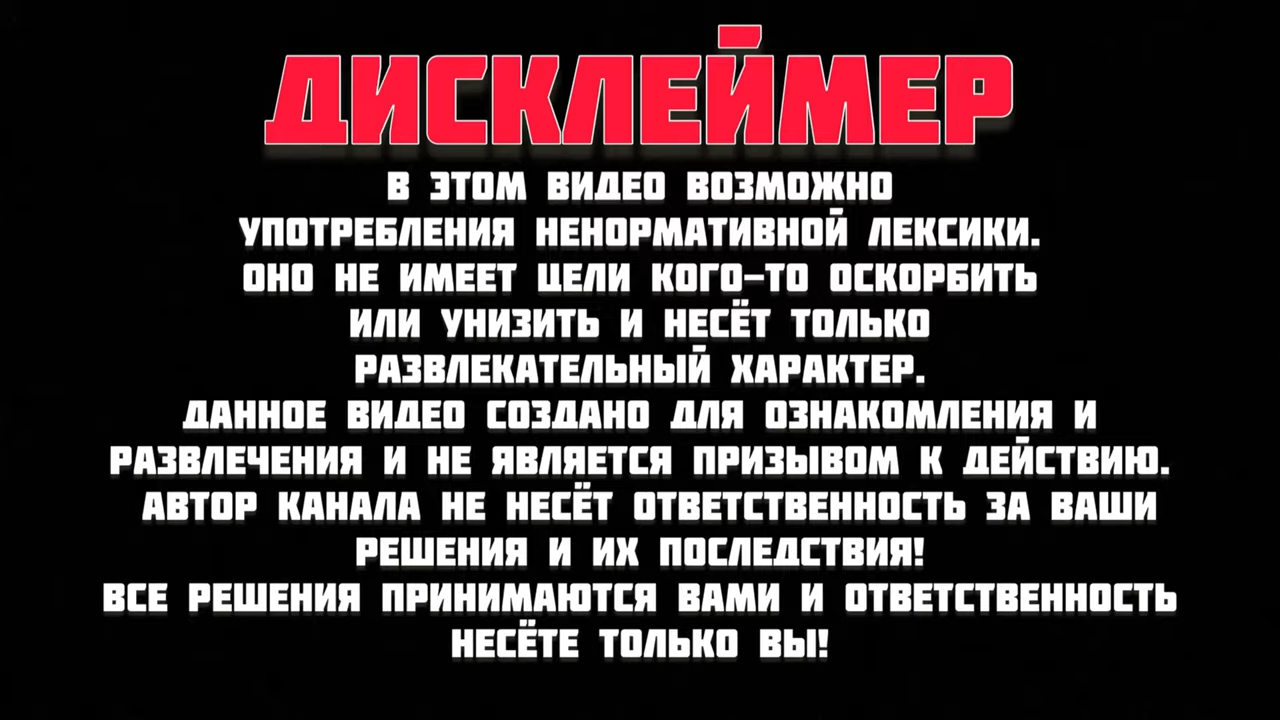 ДИСКЛЕЙМЕР
В ЭТОМ ВИДЕО ВОЗМОЖНО
УПОТРЕБЛЕНИЯ НЕНОРМАТИВНОЙ ЛЕКСИКИ.
ОНО НЕ ИМЕЕТ ЦЕЛИ КОГО-ТО ОСКОРБИТЬ
ИЛИ УНИЗИТЬ И НЕСЁТ ТОЛЬКО
РАЗВЛЕКАТЕЛЬНЫЙ ХАРАКТЕР.
ДАННОЕ ВИДЕО СОЗДАНО ДЛЯ ОЗНАКОМЛЕНИЯ И
РАЗВЛЕЧЕНИЯ И НЕ ЯВЛЯЕТСЯ ПРИЗЫВОМ К ДЕЙСТВИЮ.
АВТОР КАНАЛА НЕ НЕСЁТ ОТВЕТСТВЕННОСТЬ ЗА ВАШИ
РЕШЕНИЯ И ИХ ПОСЛЕДСТВИЯ!
ВСЕ РЕШЕНИЯ ПРИНИМАЮТСЯ ВАМИ И ОТВЕТСТВЕННОСТЬ
НЕСЁТЕ ТОЛЬКО ВЫ!